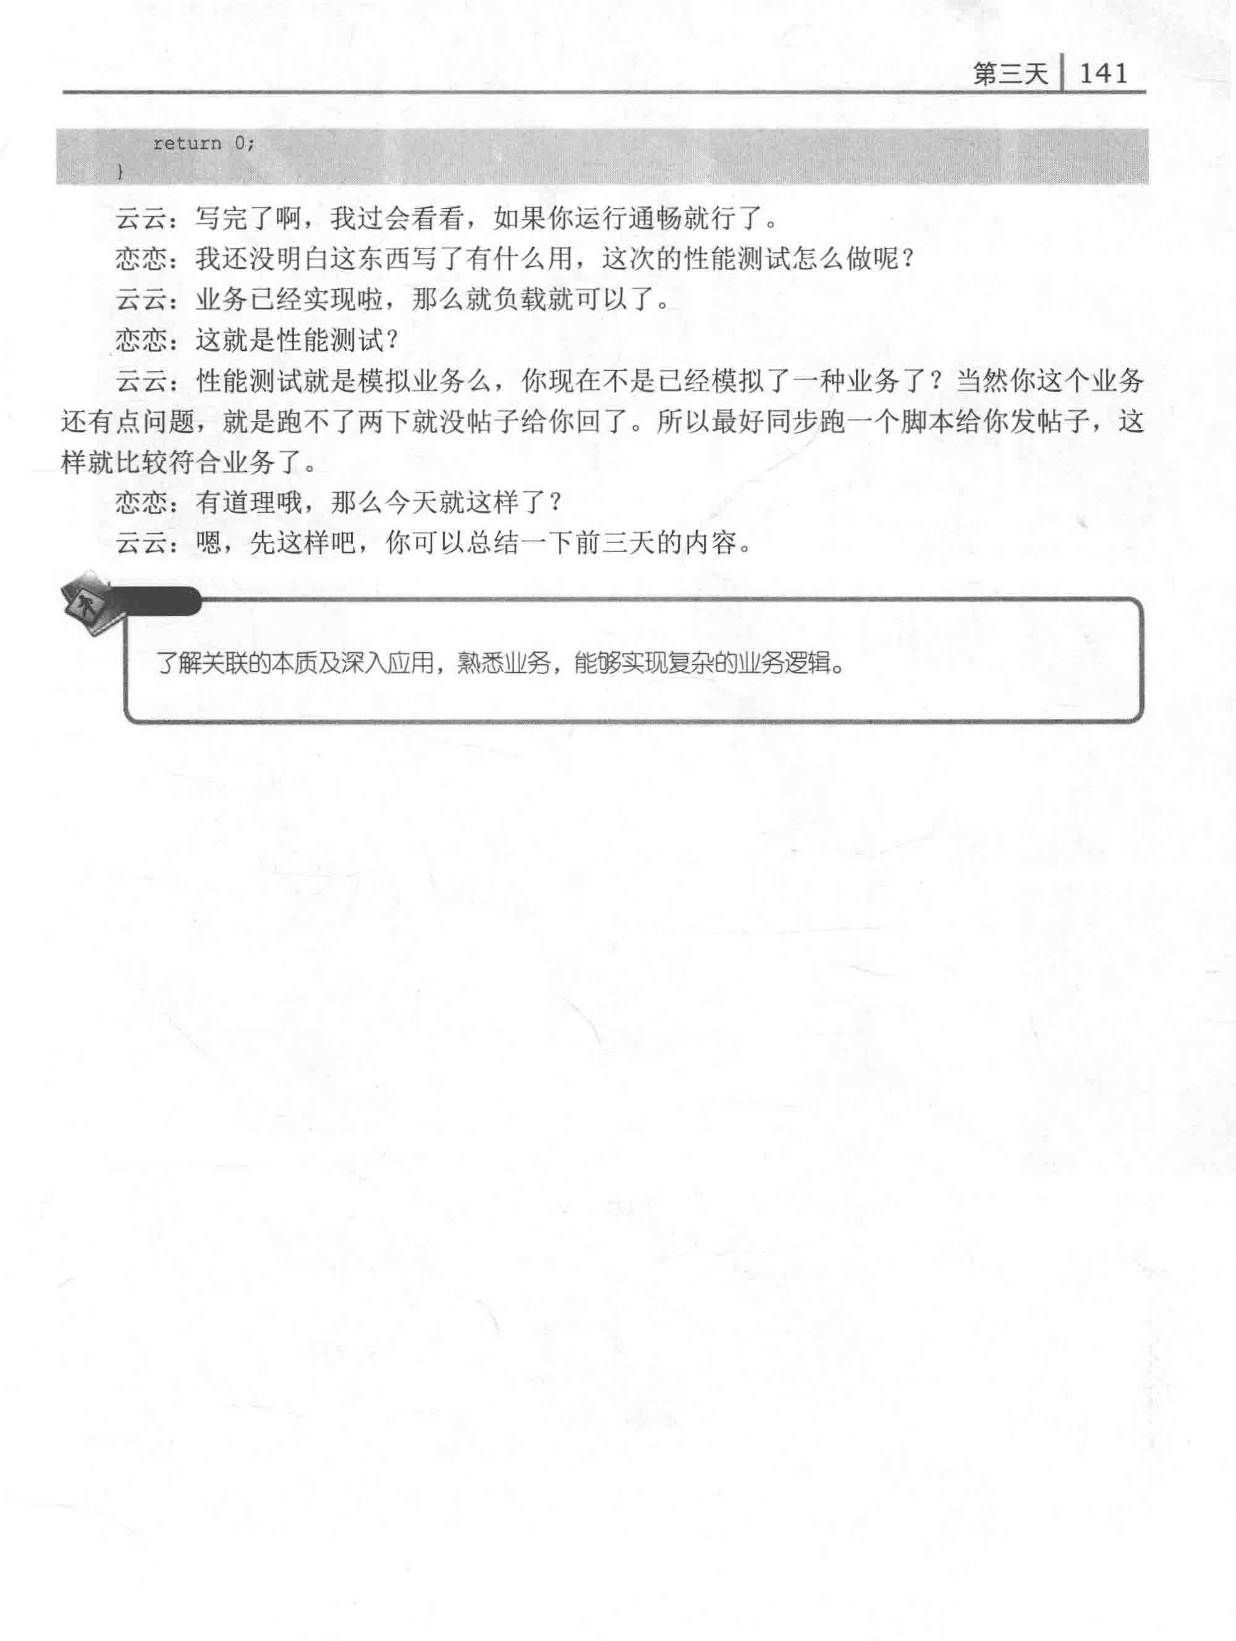 第三天 141
return 0;
}
云云：写完了啊，我过会看看，如果你运行通畅就行了。
恋恋：我还没明白这东西写了有什么用，这次的性能测试怎么做呢？
云云：业务已经实现啦，那么就负载就可以了。
恋恋：这就是性能测试？
云云：性能测试就是模拟业务么，你现在不是已经模拟了一种业务了？当然你这个业务
还有点问题，就是跑不了两下就没帖子给你回了。所以最好同步跑一个脚本给你发帖子，这
样就比较符合业务了。
恋恋：有道理哦，那么今天就这样了？
云云：嗯，先这样吧，你可以总结一下前三天的内容。
了解关联的本质及深入应用，熟悉业务，能够实现复杂的业务逻辑。